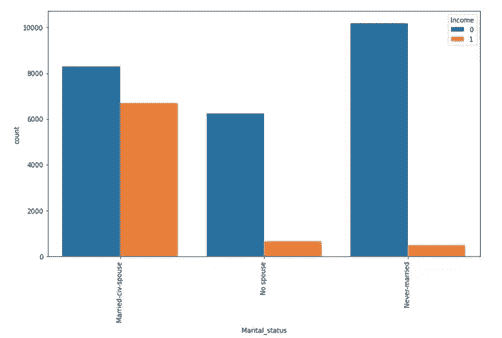 Income
0
1
10000
8000
6000
4000
2000
0
count
Married-civ-spouse
No spouse
Never-married
Marital_status